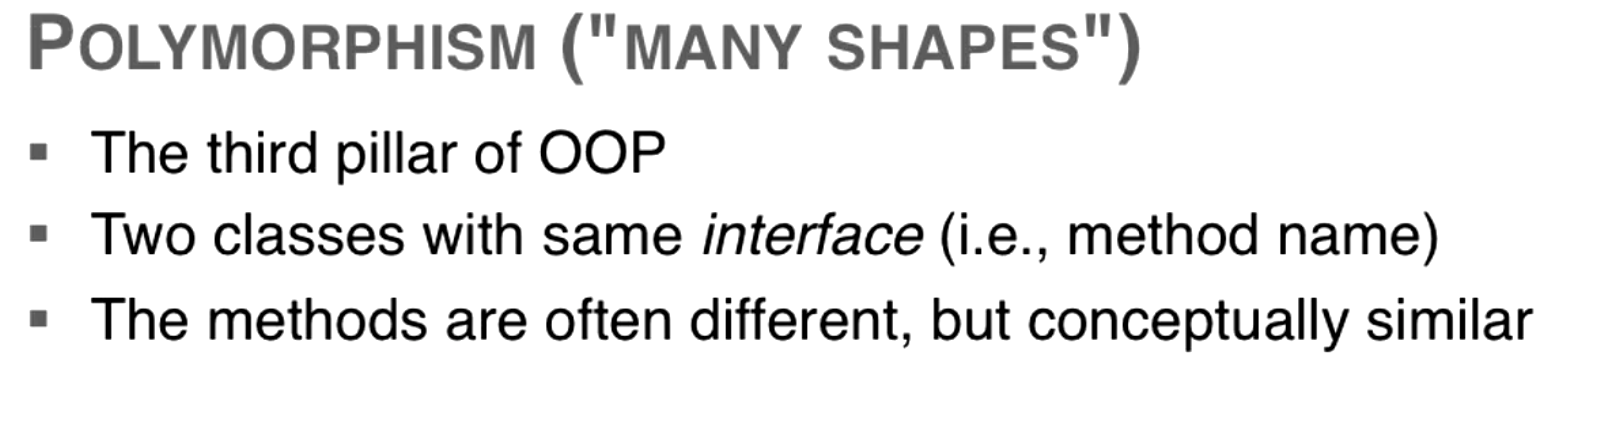 POLYMORPHISM ("MANY SHAPES")
▪ The third pillar of OOP
▪ Two classes with same interface (i.e., method name)
▪ The methods are often different, but conceptually similar